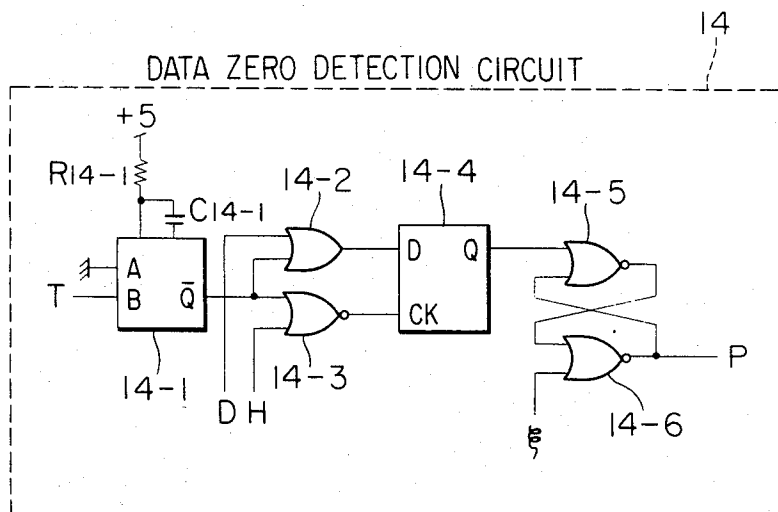 14
DATA ZERO DETECTION CIRCUIT
+5
R14-1
C14-1
14-2
14-4
14-5
A
B
Q̅
T
D
Q
CK
14-1
D H
14-3
14-6
P
ξ